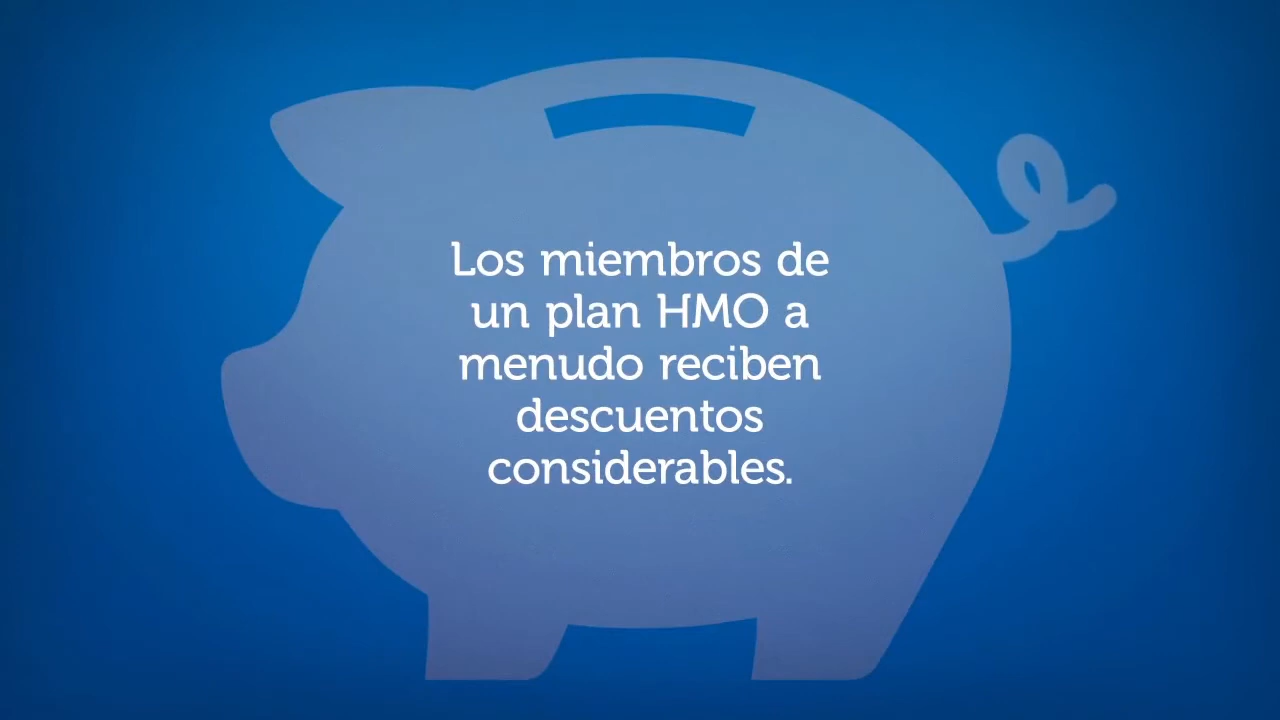 Los miembros de
un plan HMO a
menudo reciben
descuentos
considerables.